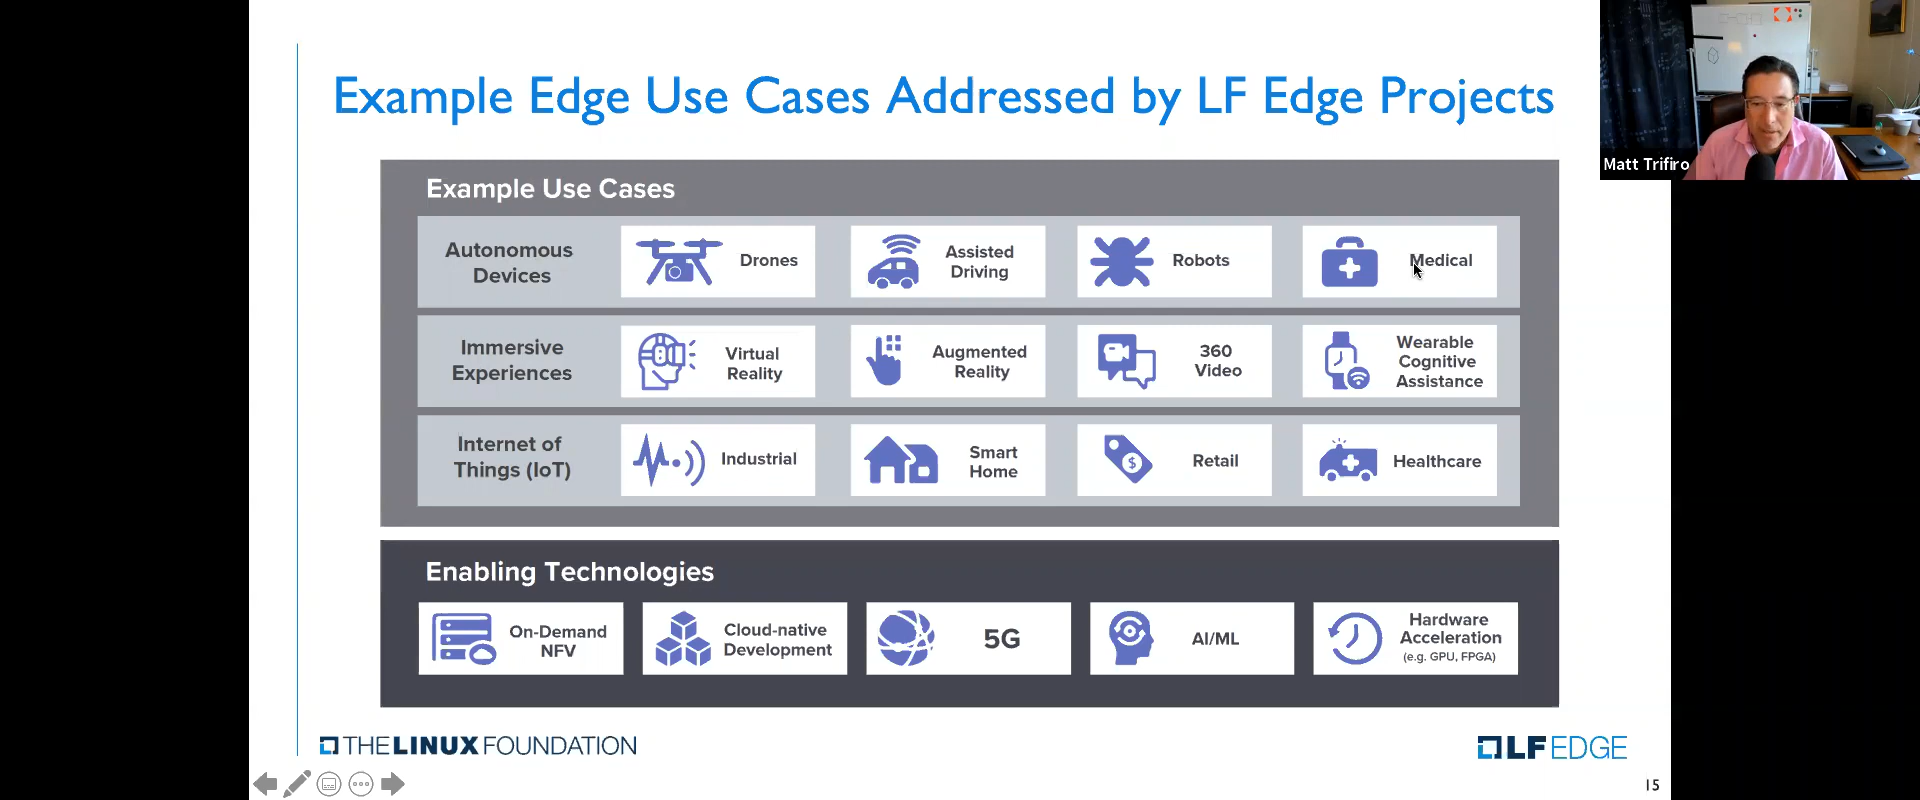 Example Edge Use Cases Addressed by LF Edge Projects
Matt Trifiro
Example Use Cases
Autonomous
Devices
Drones
Assisted
Driving
Robots
Medical
Immersive
Experiences
Virtual
Reality
Augmented
Reality
360
Video
Wearable
Cognitive
Assistance
Internet of
Things (IoT)
Industrial
Smart
Home
$
Retail
Healthcare
Enabling Technologies
On-Demand
NFV
Cloud-native
Development
5G
AI/ML
Hardware
Acceleration
(e.g. GPU, FPGA)
THE LINUX FOUNDATION
LF EDGE
15